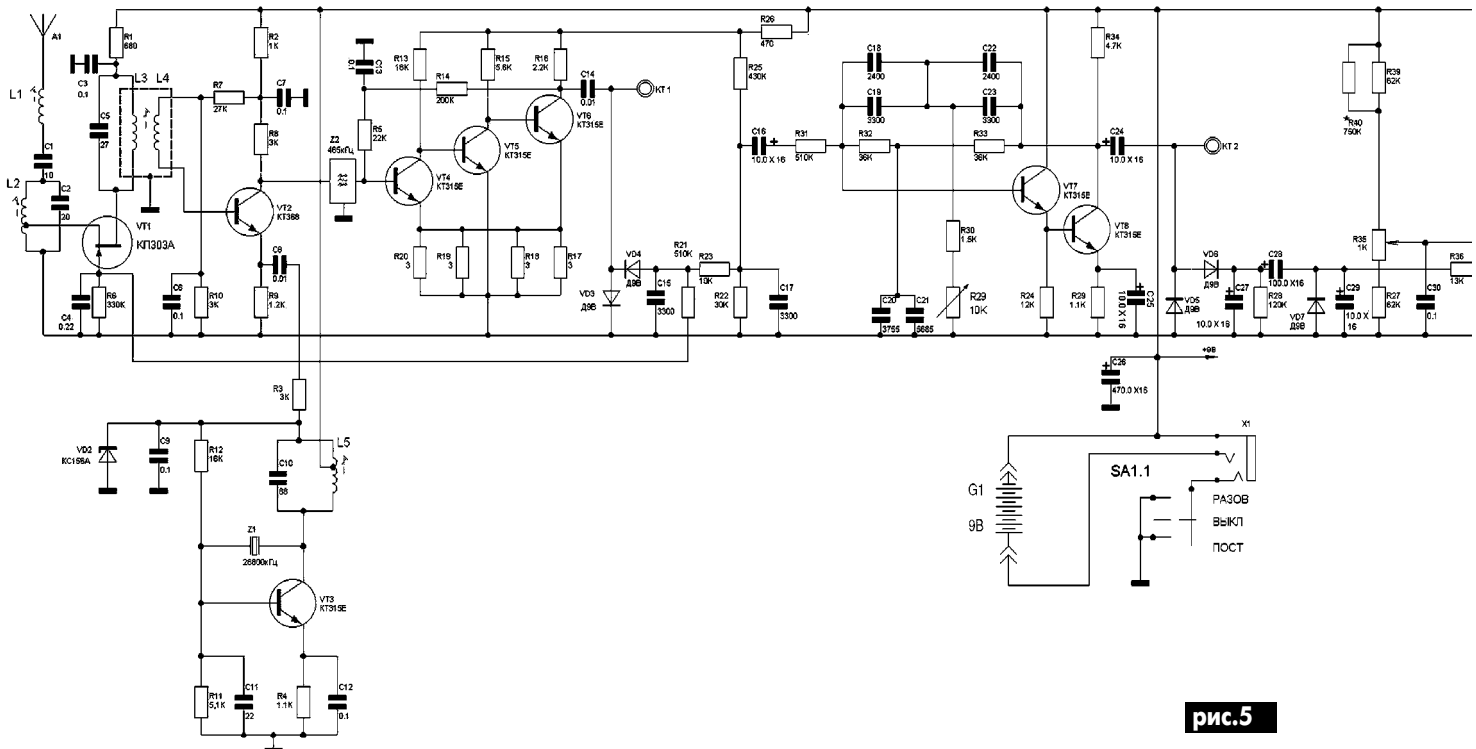 A1
R1
680
C3
0.1
L3 L4
L1
C5
27
C1
10
L2
C2
20
VT1
КП303А
C4
0.22
R6
330K
R2
1K
R7
27K
C7
0.1
R8
3K
VT2
КТ368
C8
0.01
C6
0.1
R10
3K
R9
1.2K
C13
0.1
R13
16K
R14
200K
R15
5.6K
R16
2.2K
C14
0.01
КТ1
R5
22K
Z2
465кГц
VT4
КТ315Е
VT5
КТ315Е
VT6
КТ315Е
R20
3
R19
3
R18
3
R17
3
VD3
Д9В
VD4
Д9В
C15
3300
R21
510K
R23
10K
R22
30K
C17
3300
R26
470
R25
430K
C16
10.0 X 16
R31
510K
C18
2400
C19
3300
C22
2400
C23
3300
R32
36K
R33
36K
R30
1.5K
R29
10K
C20
3765
C21
6685
R34
4.7K
C24
10.0 X 16
КТ2
VT7
КТ315Е
VT8
КТ315Е
R24
12K
R29
1.1K
C25
10.0 X 16
VD5
Д9В
VD6
Д9В
C27
10.0 X 16
C28
100.0 X16
R28
120K
VD7
Д9В
C29
10.0 X
16
R39
62K
*
R40
750K
R35
1K
R27
62K
C30
0.1
R36
13K
+9В
C26
470.0 X16
R3
3K
VD2
КС156А
C9
0.1
R12
16K
C10
68
L5
Z1
26800кГц
VT3
КТ315Е
R11
5,1K
C11
22
R4
1.1K
C12
0.1
G1
9В
X1
SA1.1
РАЗОВ
ВЫКЛ
ПОСТ
рис.5